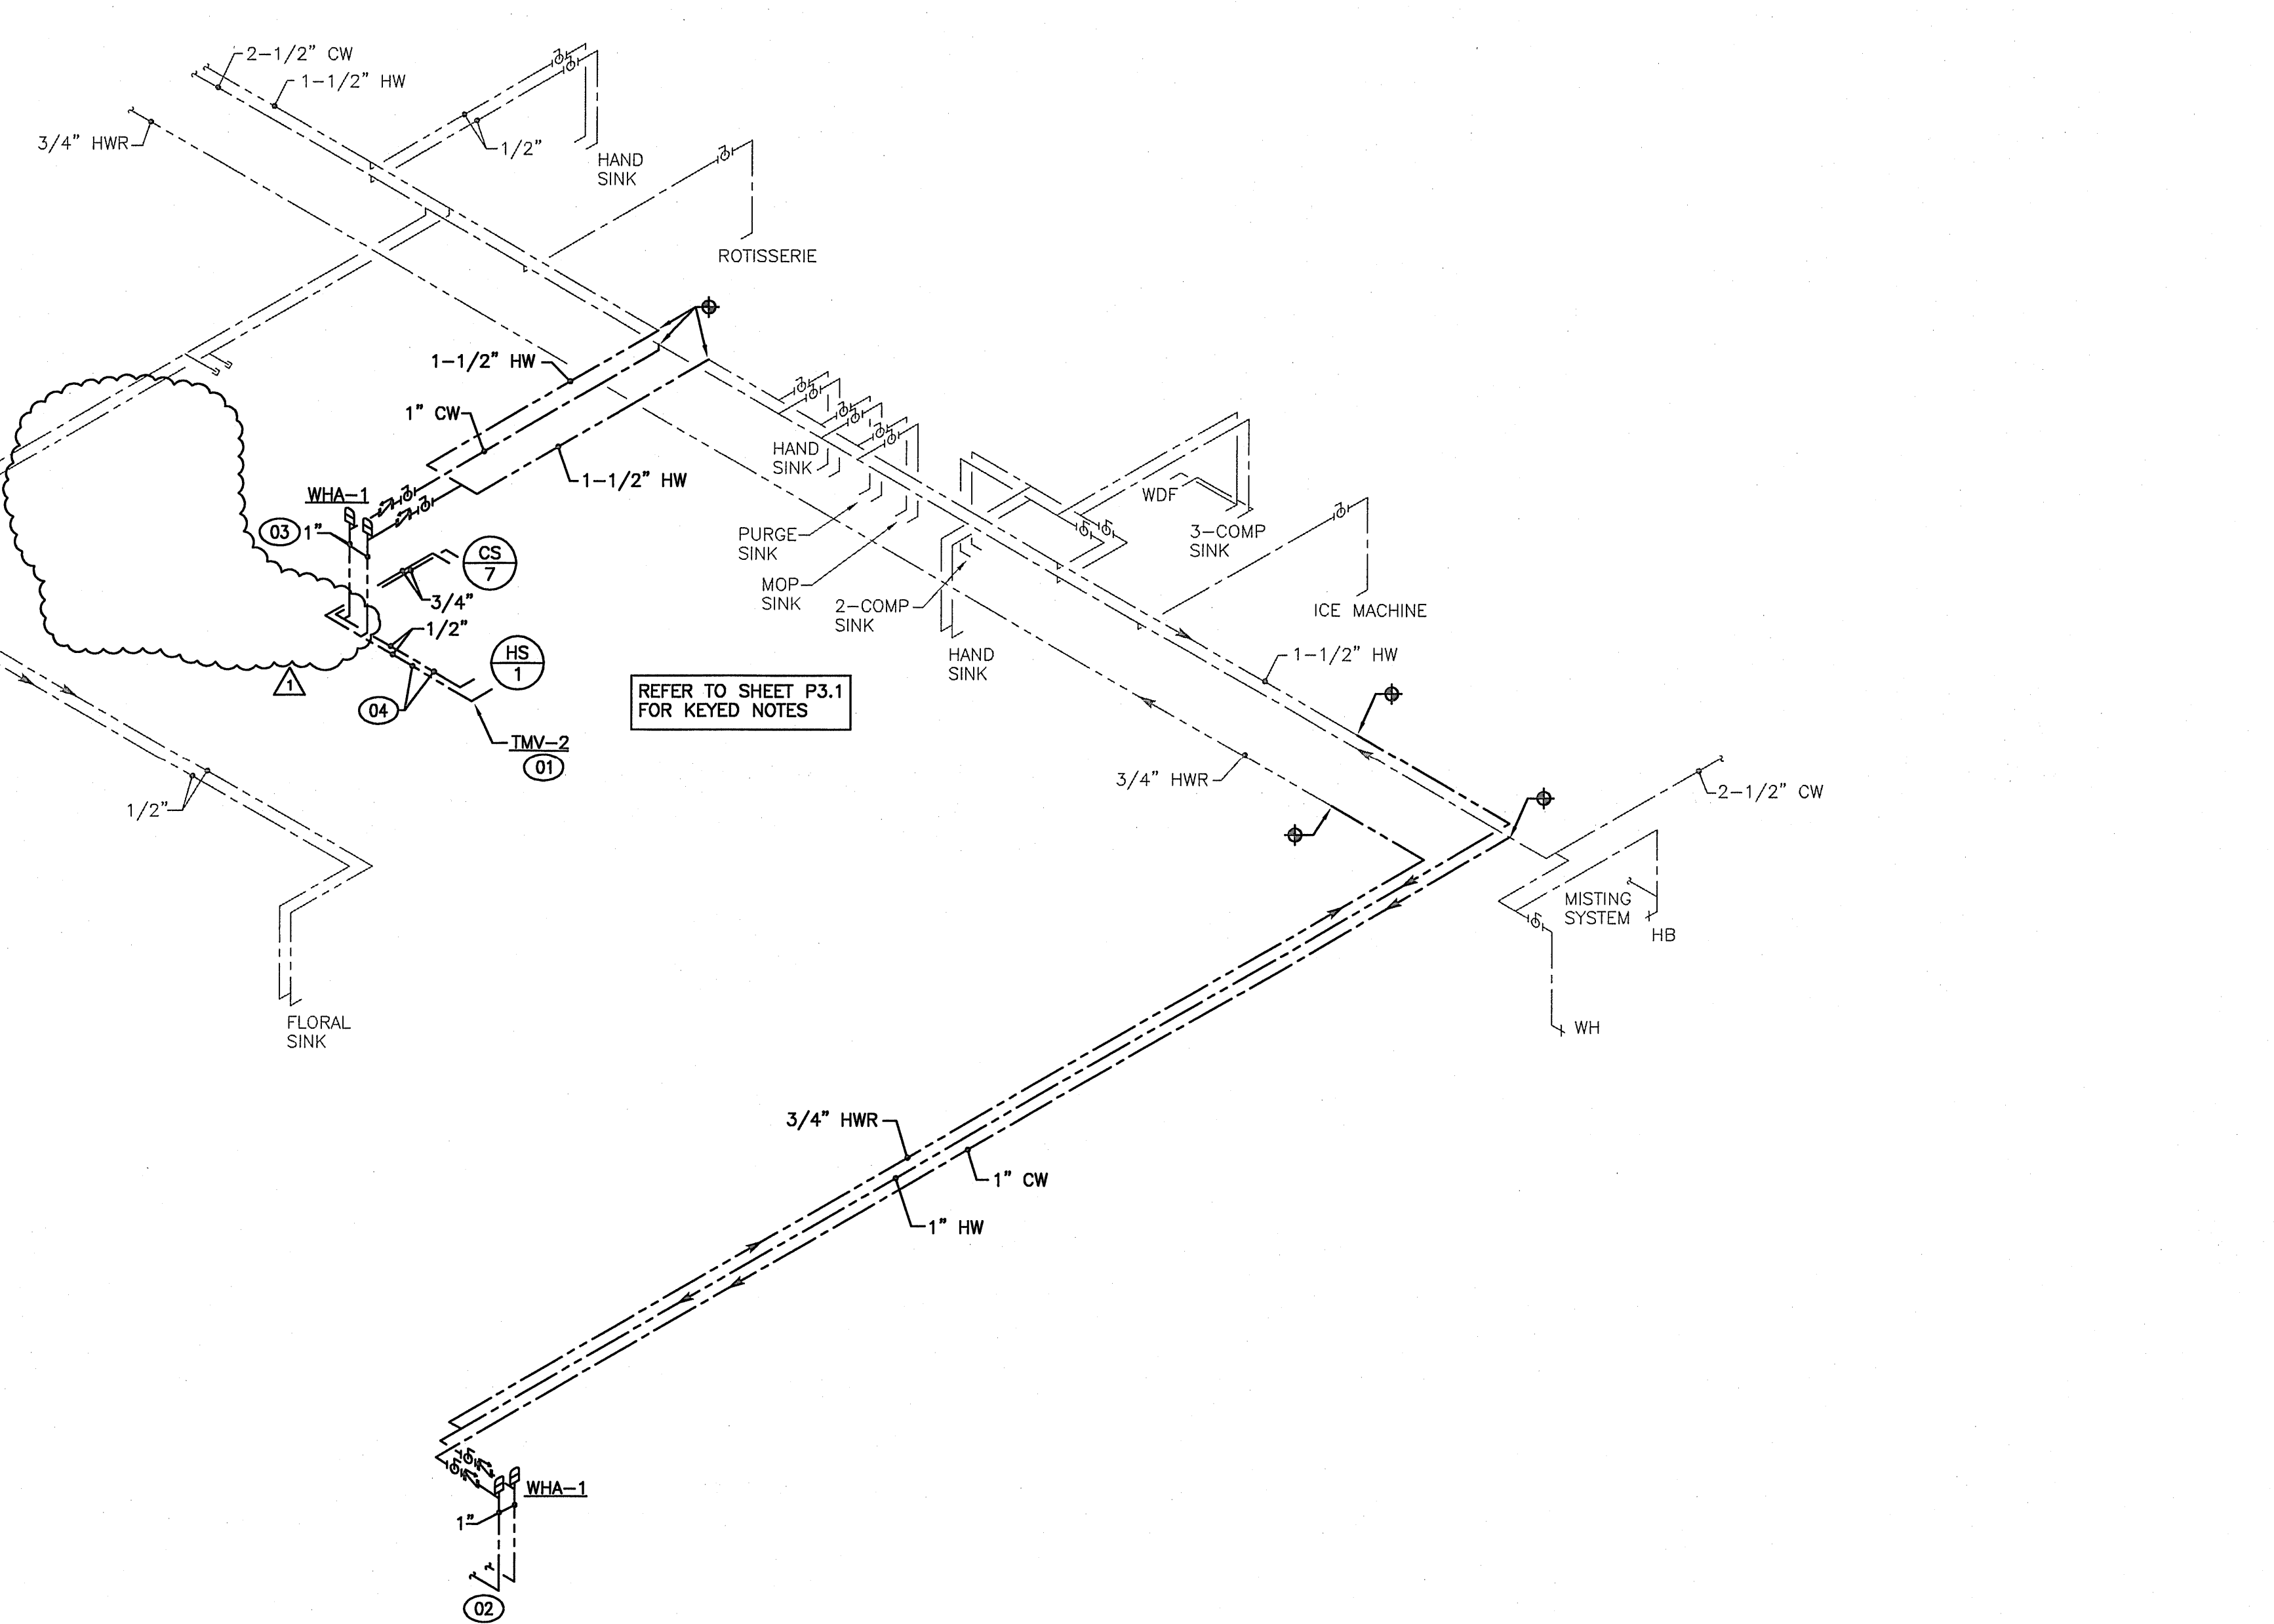 2-1/2" CW
1-1/2" HW
3/4" HWR
1/2"
HAND
SINK
ROTISSERIE
1-1/2" HW
1" CW
1-1/2" HW
WHA-1
03
1"
CS
7
3/4"
1/2"
HS
1
1
04
TMV-2
01
REFER TO SHEET P3.1
FOR KEYED NOTES
HAND
SINK
PURGE
SINK
MOP
SINK
2-COMP
SINK
HAND
SINK
WDF
3-COMP
SINK
ICE MACHINE
1-1/2" HW
3/4" HWR
2-1/2" CW
MISTING
SYSTEM
HB
WH
1/2"
FLORAL
SINK
3/4" HWR
1" CW
1" HW
WHA-1
1"
02